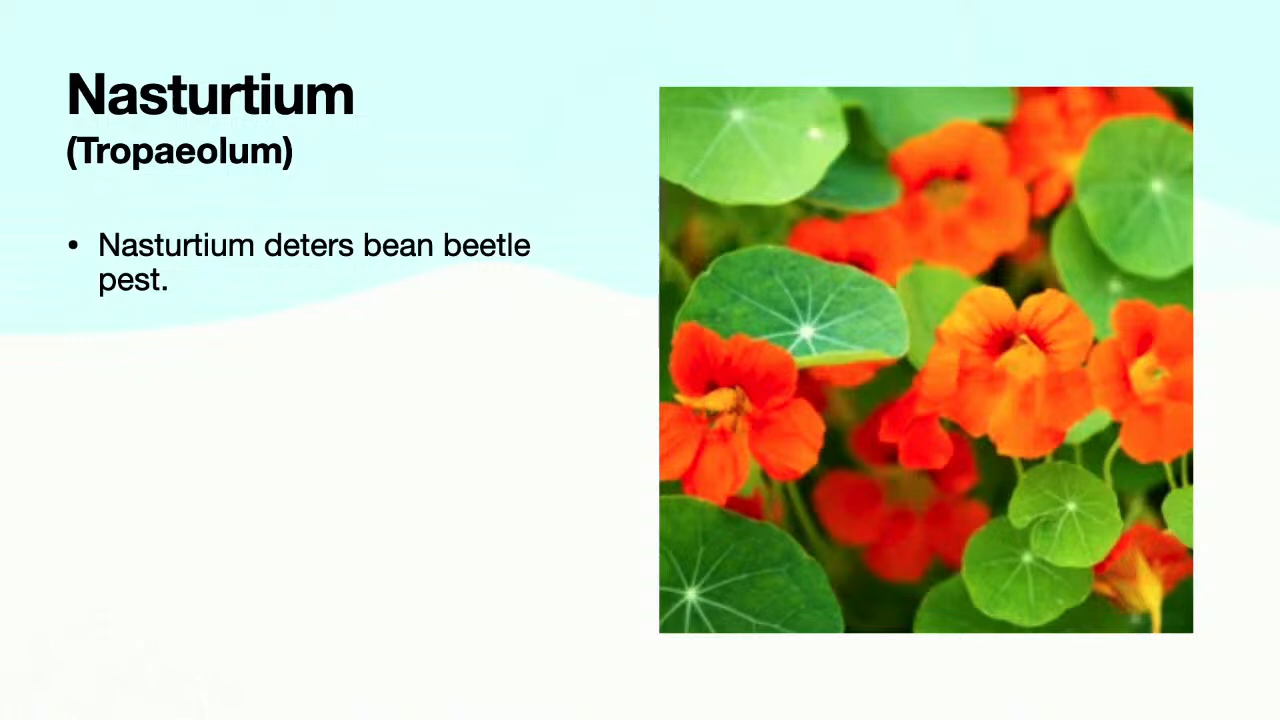 Nasturtium
(Tropaeolum)
• Nasturtium deters bean beetle
pest.